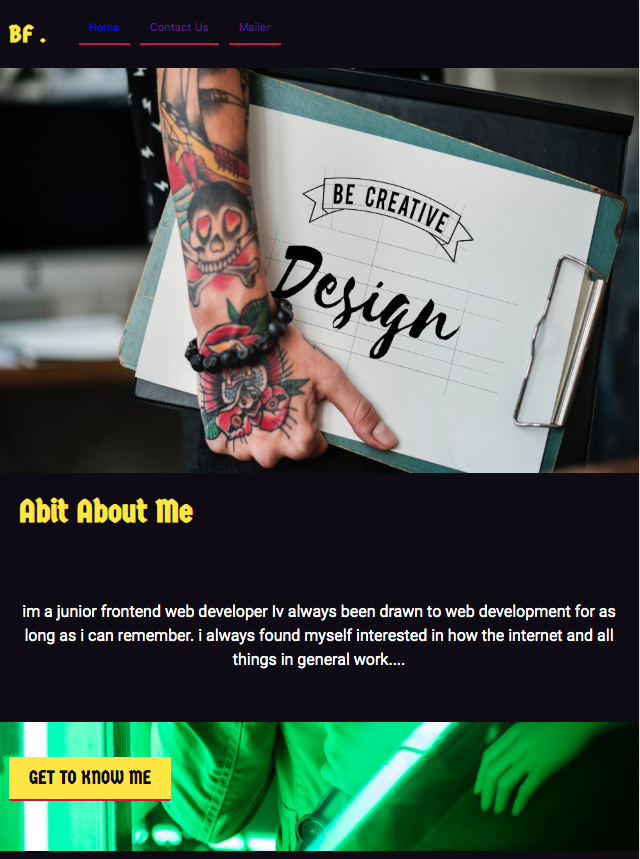 BF .
Home Contact Us Mailer
BE CREATIVE
Design
Abit About Me
im a junior frontend web developer Iv always been drawn to web development for as
long as i can remember. i always found myself interested in how the internet and all
things in general work....
GET TO KNOW ME